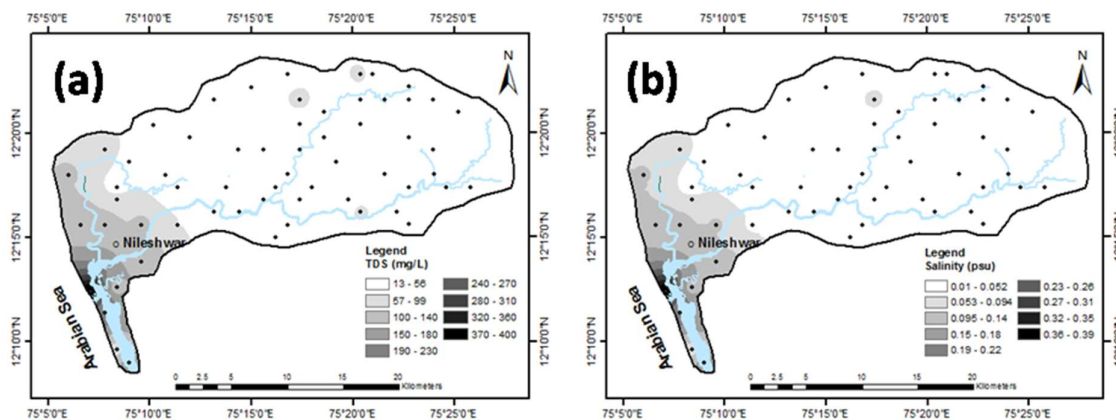 75°5'0"E 75°10'0"E 75°15'0"E 75°20'0"E 75°25'0"E
(a)
N
12°20'0"N
12°15'0"N
12°10'0"N
Nileshwar
Arabian Sea
Legend
TDS (mg/L)
13 - 56
57 - 99
100 - 140
150 - 180
190 - 230
240 - 270
280 - 310
320 - 360
370 - 400
0 2.5 5 10 15 20
Kilometers
75°5'0"E 75°10'0"E 75°15'0"E 75°20'0"E 75°25'0"E
75°5'0"E 75°10'0"E 75°15'0"E 75°20'0"E 75°25'0"E
(b)
N
12°20'0"N
12°15'0"N
12°10'0"N
Nileshwar
Arabian Sea
Legend
Salinity (psu)
0.01 - 0.052
0.053 - 0.094
0.095 - 0.14
0.15 - 0.18
0.19 - 0.22
0.23 - 0.26
0.27 - 0.31
0.32 - 0.35
0.36 - 0.39
0 2.5 5 10 15 20
Kilometers
75°5'0"E 75°10'0"E 75°15'0"E 75°20'0"E 75°25'0"E